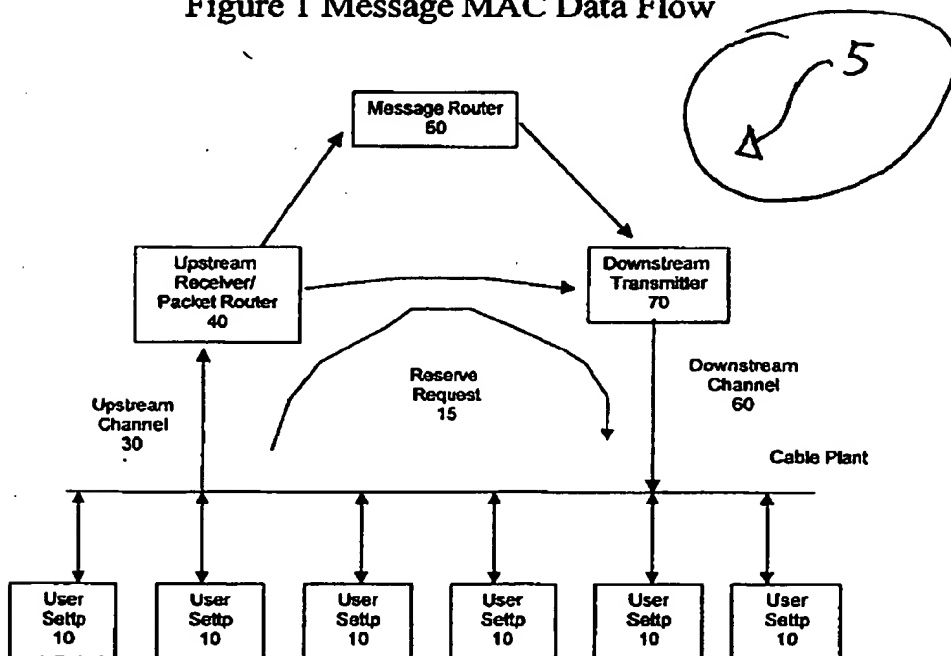 Figure 1 Message MAC Data Flow
5
Message Router
50
Upstream
Receiver/
Packet Router
40
Downstream
Transmitter
70
Reserve
Request
15
Upstream
Channel
30
Downstream
Channel
60
Cable Plant
User
Settp
10
User
Settp
10
User
Settp
10
User
Settp
10
User
Settp
10
User
Settp
10